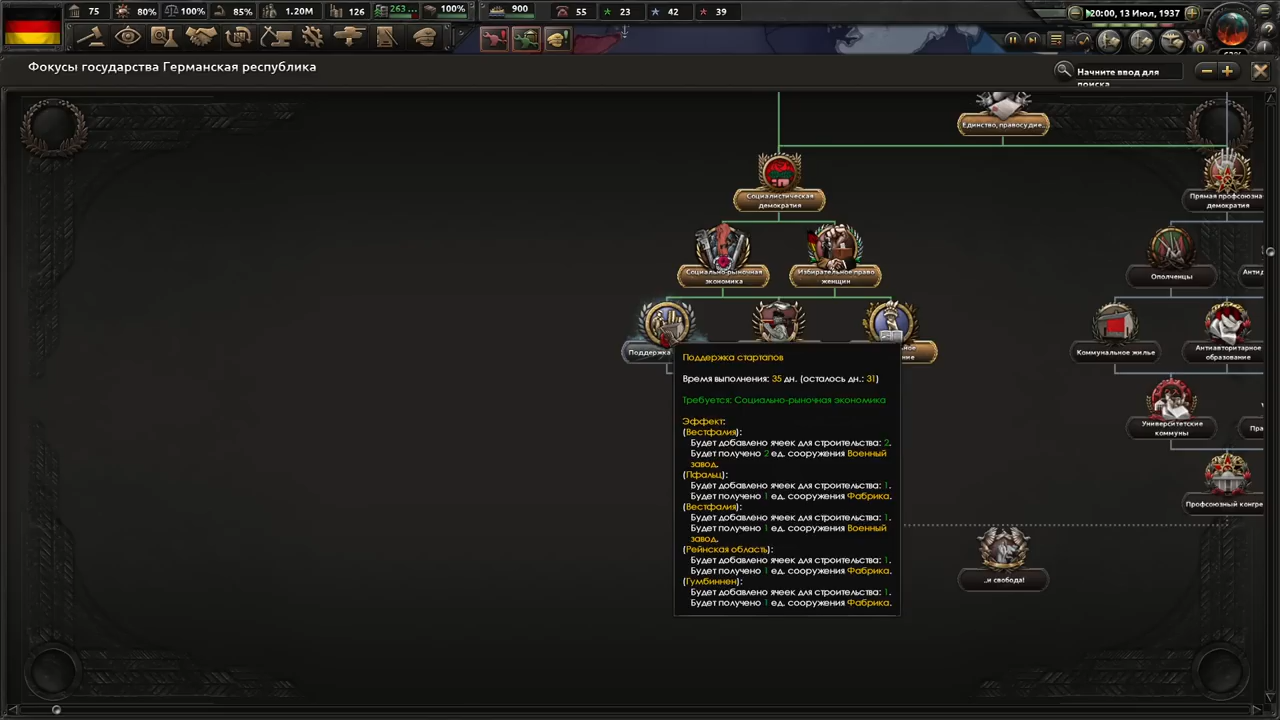 75 80% 100% 85% 1.20M 126 263 ... 100% 900 55 23 42 39 20:00, 13 Июл, 1937
Фокусы государства Германская республика
Начните ввод для поиска
Единство, правосудие..
Социалистическая
демократия
Прямая профсоюзна
демократия
Социально-рыночная
экономика
Избирательное право
женщин
Ополченцы
Антид
Поддержка
ное
ние
Коммунальное жилье
Антиавторитарное
образование
Поддержка стартапов
Время выполнения: 35 дн. (осталось дн.: 31)
Требуется: Социально-рыночная экономика
Эффект:
(Вестфалия):
Будет добавлено ячеек для строительства: 2.
Будет получено 2 ед. сооружения Военный
завод.
(Пфальц):
Будет добавлено ячеек для строительства: 1.
Будет получено 1 ед. сооружения Фабрика.
(Вестфалия):
Будет добавлено ячеек для строительства: 1.
Будет получено 1 ед. сооружения Военный
завод.
(Рейнская область):
Будет добавлено ячеек для строительства: 1.
Будет получено 1 ед. сооружения Фабрика.
(Гумбиннен):
Будет добавлено ячеек для строительства: 1.
Будет получено 1 ед. сооружения Фабрика.
Университетские
коммуны
Пра
Профсоюзный конгре
..и свобода!